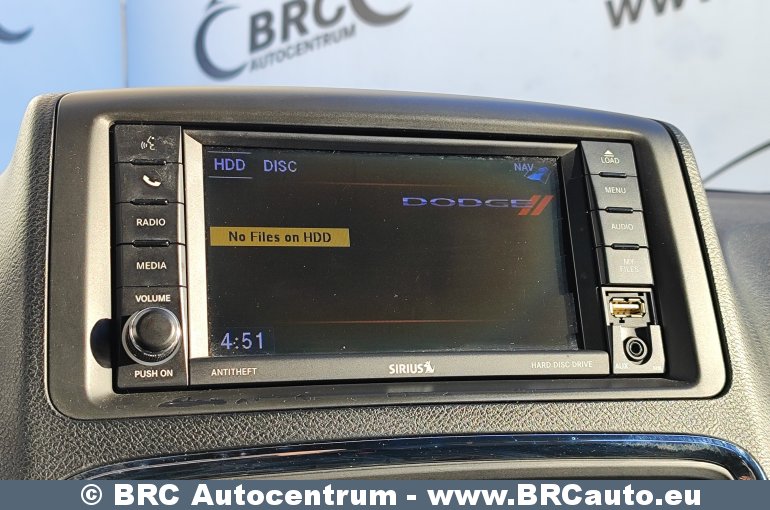 BRC
AUTOCENTRUM
WWW.
HDD DISC
NAV
LOAD
MENU
DODGE
RADIO
AUDIO
No Files on HDD
MEDIA
MY
FILES
VOLUME
4:51
PUSH ON
ANTITHEFT
SIRIUS
HARD DISC DRIVE
AUX
© BRC Autocentrum - www.BRCauto.eu